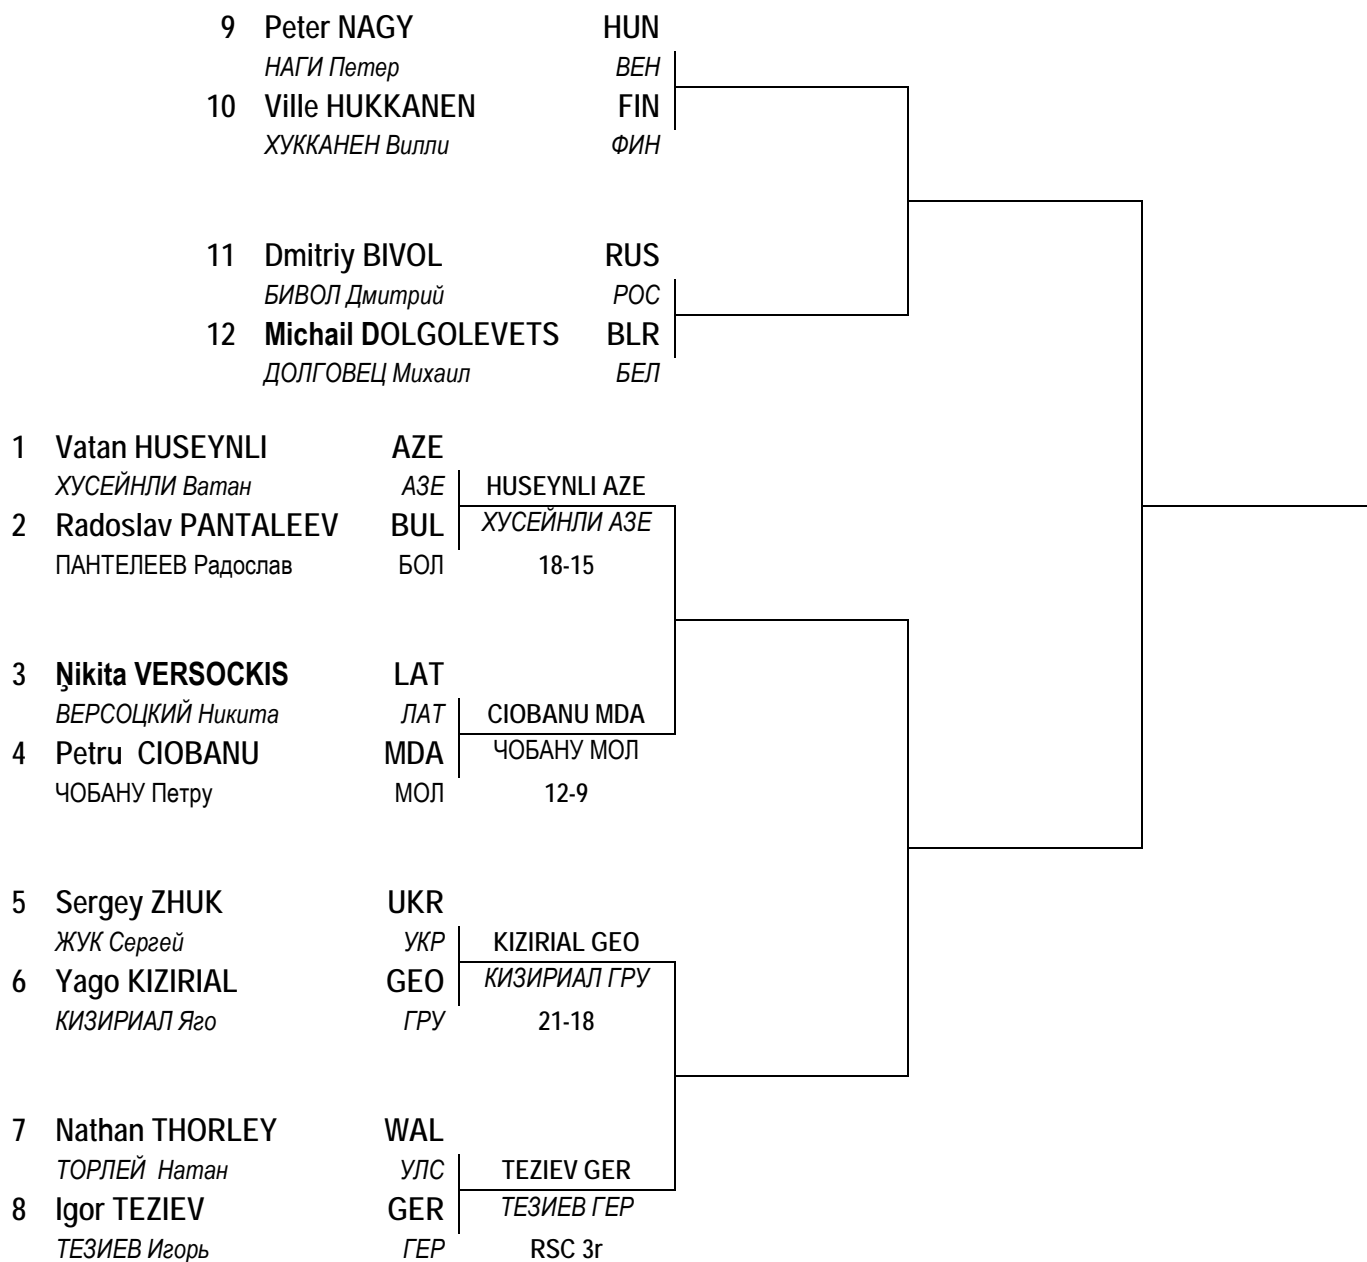 9 Peter NAGY HUN
НАГИ Петер ВЕН
10 Ville HUKKANEN FIN
ХУККАНЕН Вилли ФИН
11 Dmitriy BIVOL RUS
БИВОЛ Дмитрий РОС
12 Michail DOLGOLEVETS BLR
ДОЛГОВЕЦ Михаил БЕЛ
1 Vatan HUSEYNLI AZE
ХУСЕЙНЛИ Ватан АЗЕ HUSEYNLI AZE
2 Radoslav PANTALEEV BUL ХУСЕЙНЛИ АЗЕ
ПАНТЕЛЕЕВ Радослав БОЛ 18-15
3 Ņikita VERSOCKIS LAT
ВЕРСОЦКИЙ Никита ЛАТ CIOBANU MDA
4 Petru CIOBANU MDA ЧОБАНУ МОЛ
ЧОБАНУ Петру МОЛ 12-9
5 Sergey ZHUK UKR
ЖУК Сергей УКР KIZIRIAL GEO
6 Yago KIZIRIAL GEO КИЗИРИАЛ ГРУ
КИЗИРИАЛ Яго ГРУ 21-18
7 Nathan THORLEY WAL
ТОРЛЕЙ Натан УЛС TEZIEV GER
8 Igor TEZIEV GER ТЕЗИЕВ ГЕР
ТЕЗИЕВ Игорь ГЕР RSC 3r